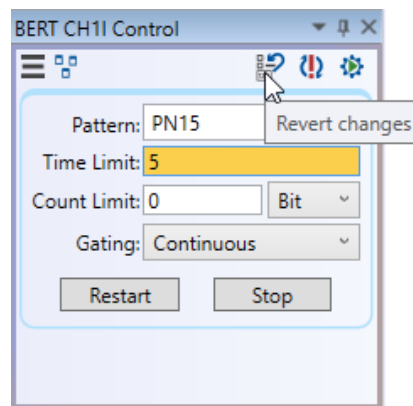 BERT CH1I Control
Pattern: PN15
Revert changes
Time Limit: 5
Count Limit: 0 Bit
Gating: Continuous
Restart Stop